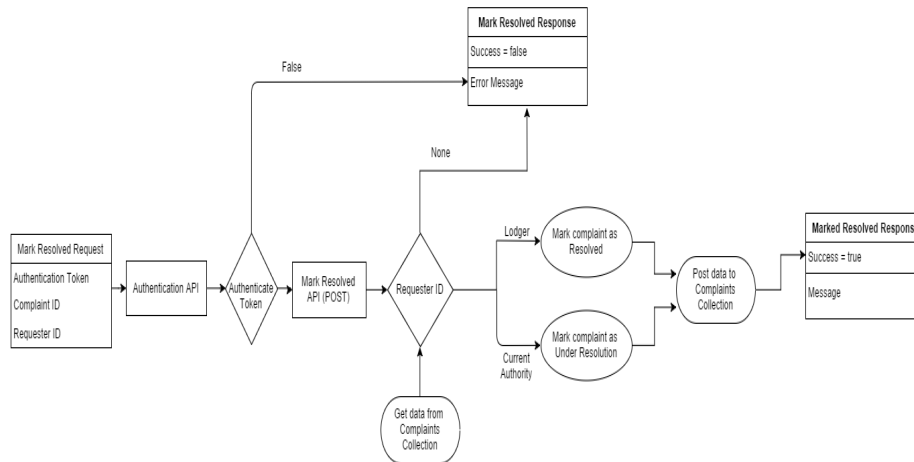 Mark Resolved Response
Success = false
Error Message
False
None
Mark Resolved Request
Authentication Token
Complaint ID
Requester ID
Authentication API
Authenticate
Token
Mark Resolved
API (POST)
Requester ID
Get data from
Complaints
Collection
Lodger
Mark complaint as
Resolved
Current
Authority
Mark complaint as
Under Resolution
Post data to
Complaints
Collection
Marked Resolved Response
Success = true
Message